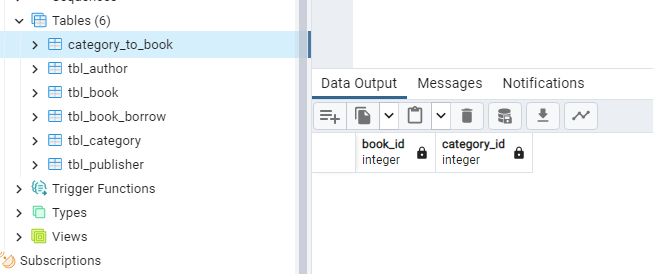 Tables (6)
category_to_book
tbl_author
tbl_book
tbl_book_borrow
tbl_category
tbl_publisher
Trigger Functions
Types
Views
Subscriptions
Data Output Messages Notifications
book_id category_id
integer integer